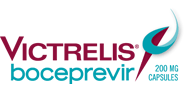 VICTRELIS®
boceprevir
200 MG
CAPSULES